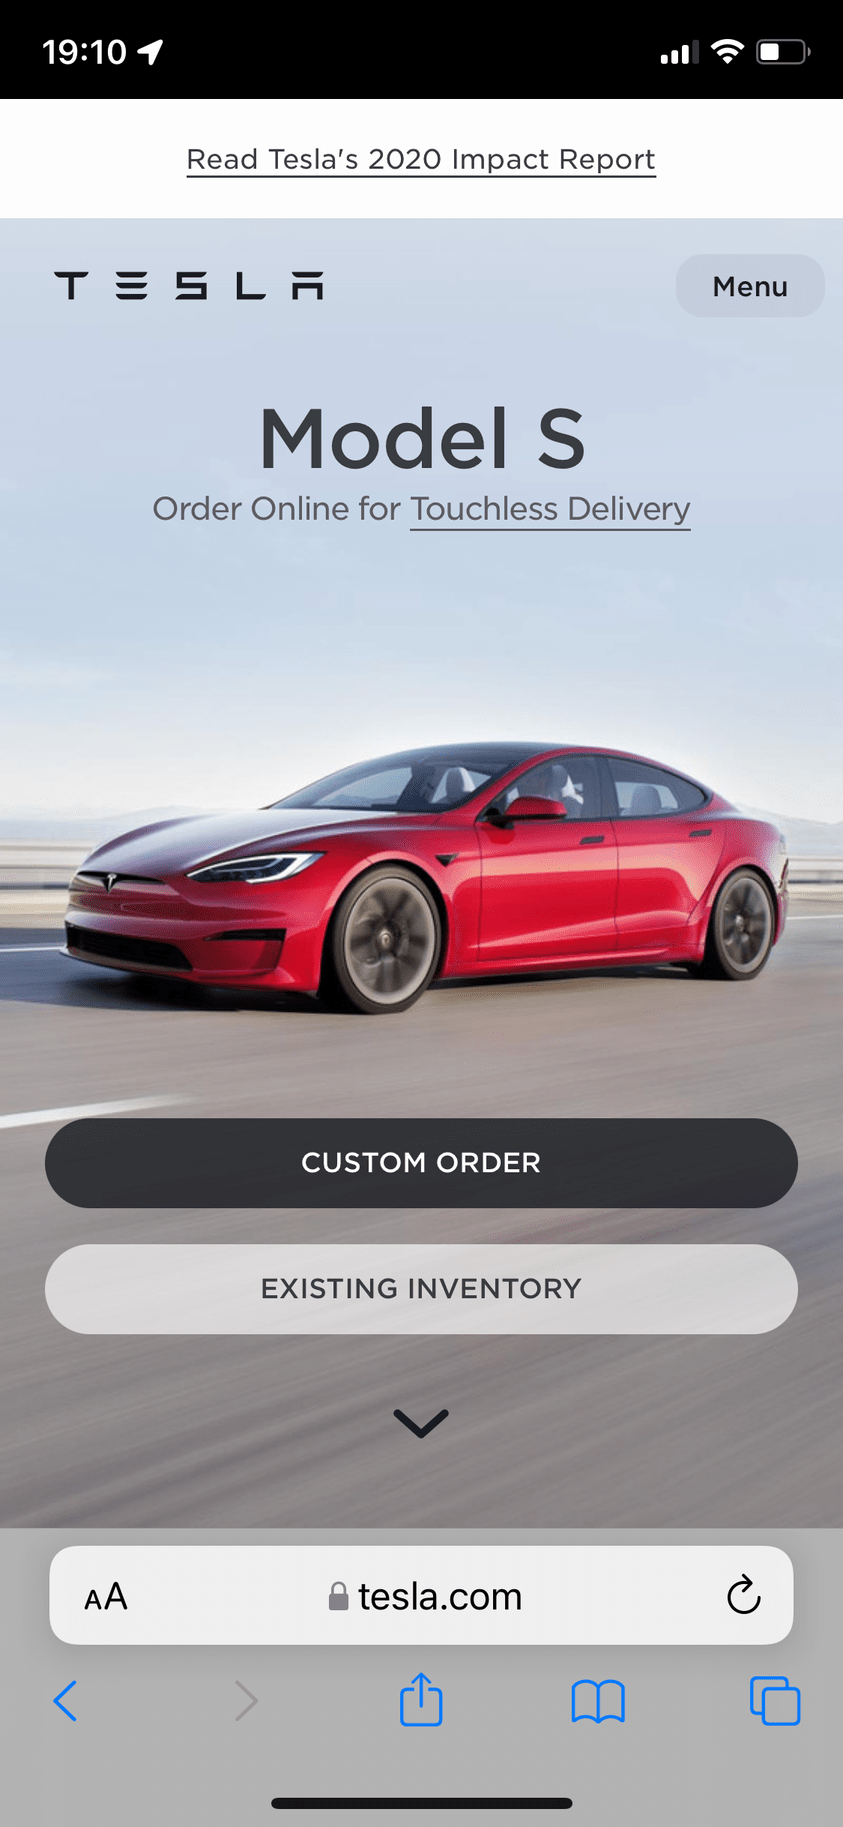 19:10
Read Tesla's 2020 Impact Report
TESLA
Menu
Model S
Order Online for Touchless Delivery
CUSTOM ORDER
EXISTING INVENTORY
AA
tesla.com